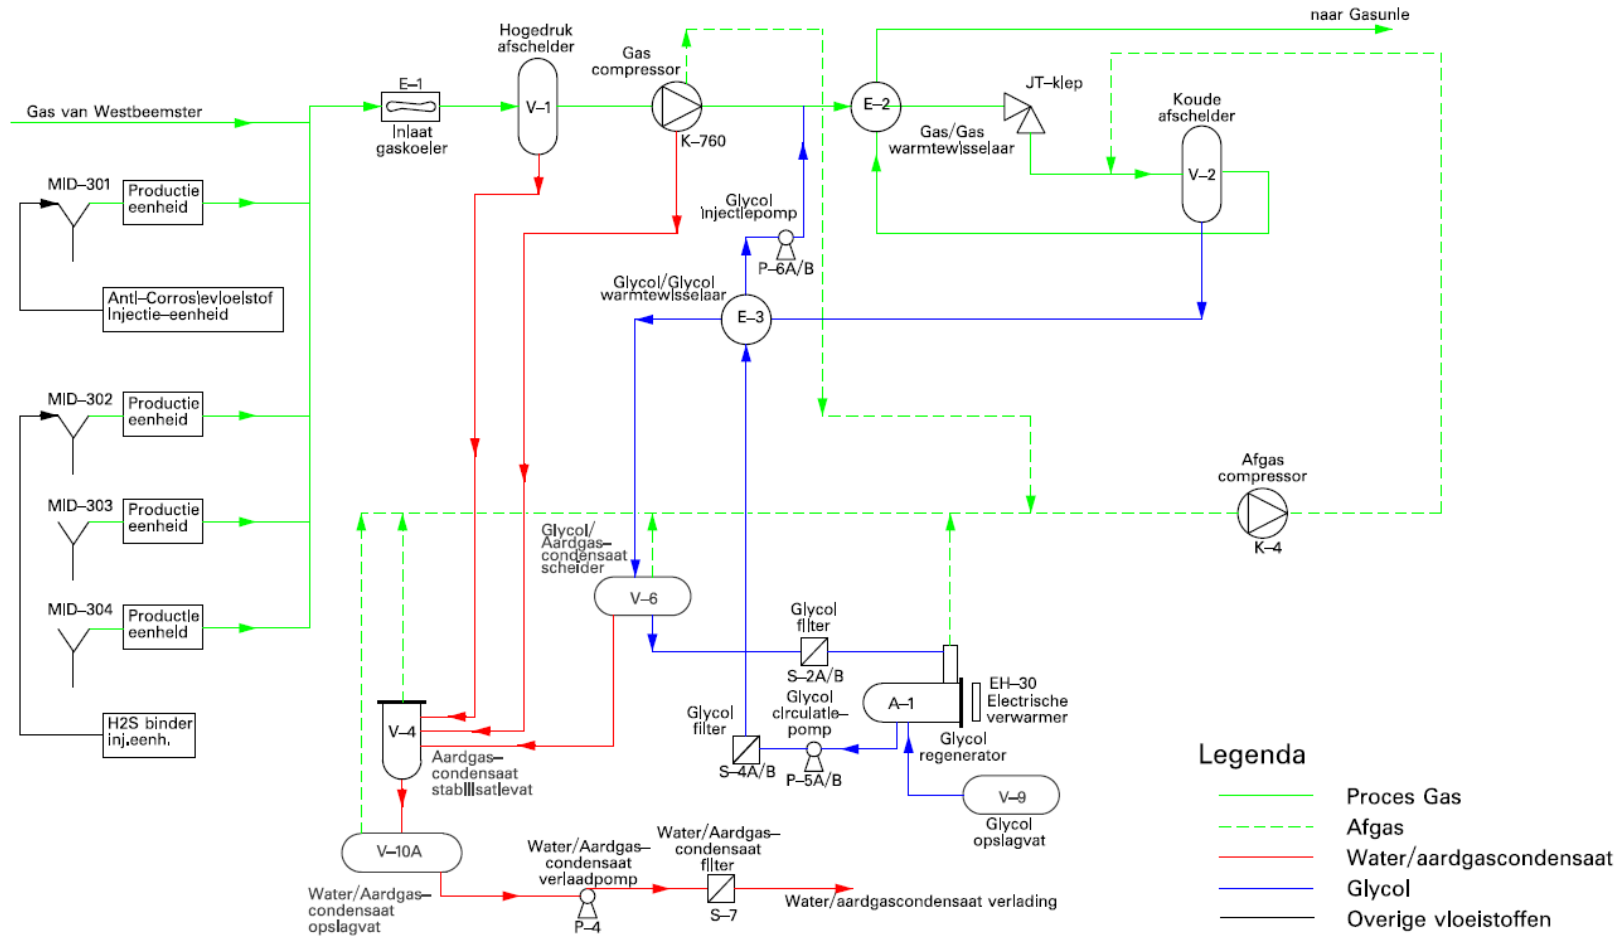 naar Gasunie
Hogedruk
afscheider
Gas
compressor
E-1
V-1
Inlaat
gaskoeler
K-760
E-2
Gas/Gas
warmtewisselaar
JT-klep
Koude
afscheider
V-2
Gas van Westbeemster
MID-301
Productie
eenheid
Anti-Corrosievloeistof
Injectie-eenheid
Glycol
injectiepomp
P-6A/B
Glycol/Glycol
warmtewisselaar
E-3
MID-302
Productie
eenheid
MID-303
Productie
eenheid
MID-304
Productie
eenheid
H2S binder
inj.eenh.
Afgas
compressor
K-4
Glycol/
Aardgas-
condensaat
scheider
V-6
Glycol
filter
S-2A/B
Glycol
circulatie-
pomp
P-5A/B
Glycol
filter
S-4A/B
A-1
EH-30
Electrische
verwarmer
Glycol
regenerator
V-9
Glycol
opslagvat
V-4
Aardgas-
condensaat
stabilisatievat
V-10A
Water/Aardgas-
condensaat
opslagvat
Water/Aardgas-
condensaat
verlaadpomp
P-4
Water/Aardgas-
condensaat
filter
S-7
Water/aardgascondensaat verlading
Legenda
Proces Gas
Afgas
Water/aardgascondensaat
Glycol
Overige vloeistoffen